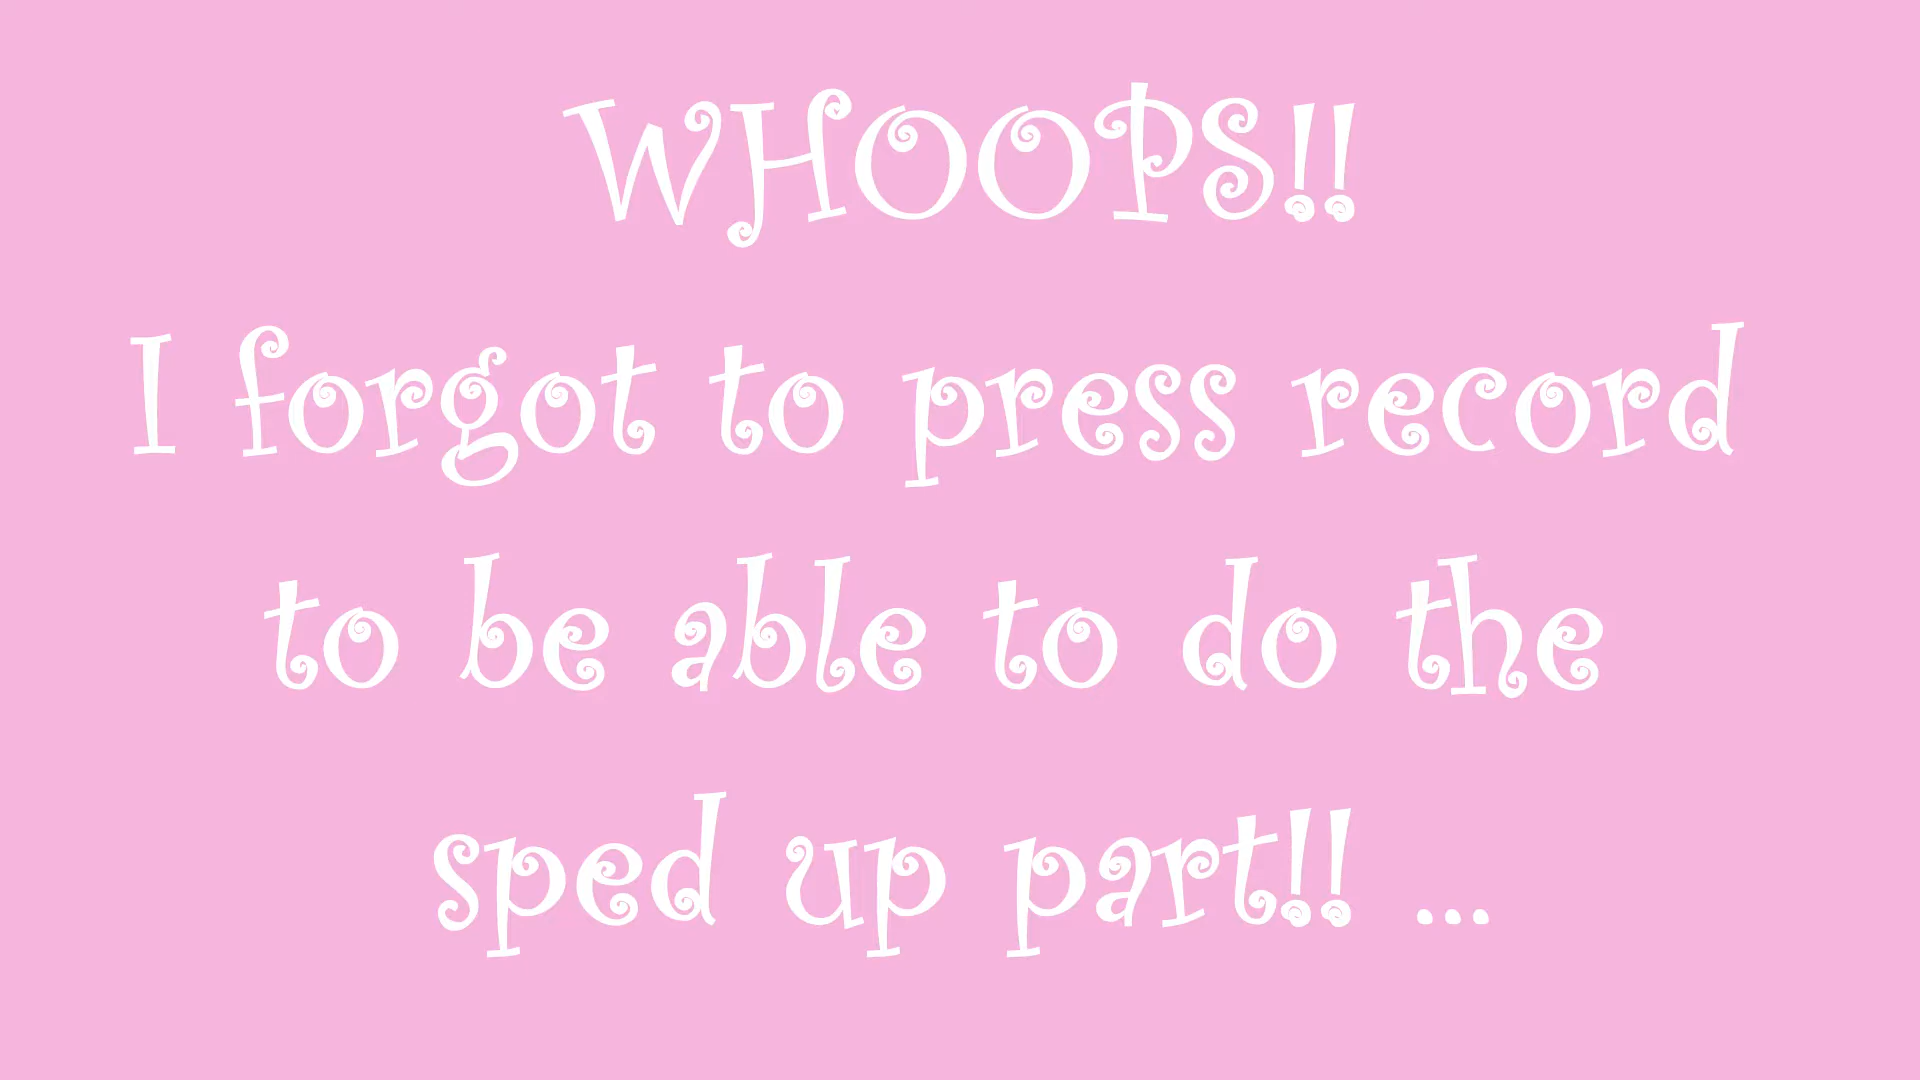 WHOOPS!!
I forgot to press record
to be able to do the
sped up part!! ...